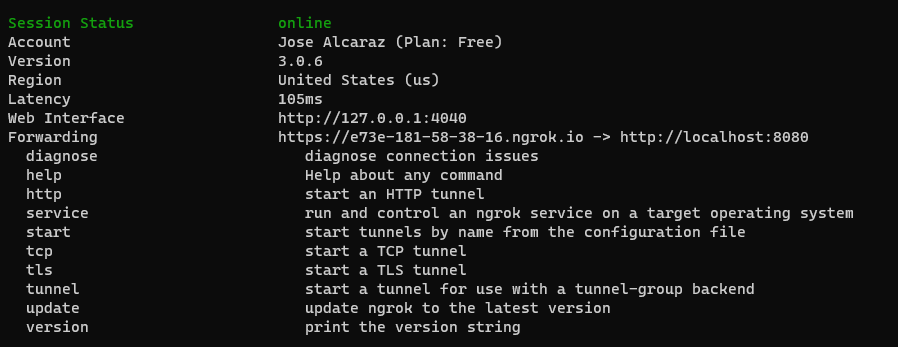 Session Status online
Account Jose Alcaraz (Plan: Free)
Version 3.0.6
Region United States (us)
Latency 105ms
Web Interface http://127.0.0.1:4040
Forwarding https://e73e-181-58-38-16.ngrok.io -> http://localhost:8080
diagnose diagnose connection issues
help Help about any command
http start an HTTP tunnel
service run and control an ngrok service on a target operating system
start start tunnels by name from the configuration file
tcp start a TCP tunnel
tls start a TLS tunnel
tunnel start a tunnel for use with a tunnel-group backend
update update ngrok to the latest version
version print the version string